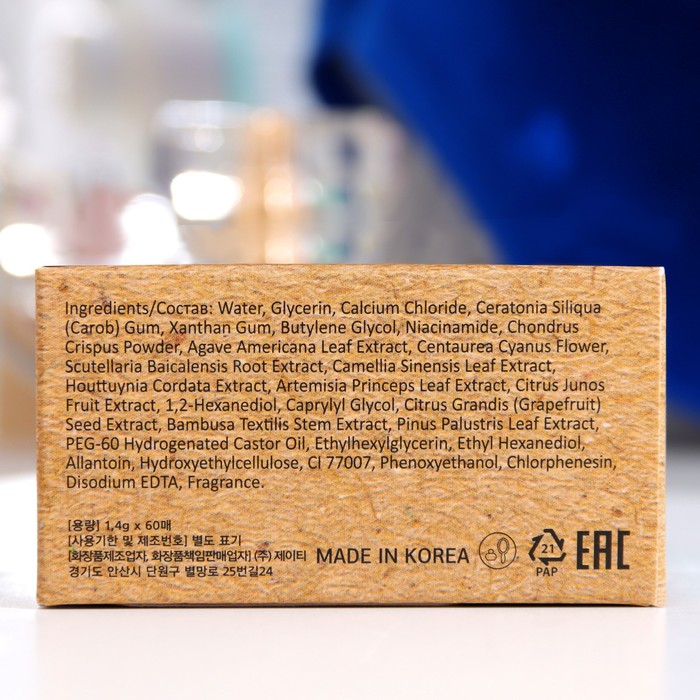 Ingredients/Состав: Water, Glycerin, Calcium Chloride, Ceratonia Siliqua
(Carob) Gum, Xanthan Gum, Butylene Glycol, Niacinamide, Chondrus
Crispus Powder, Agave Americana Leaf Extract, Centaurea Cyanus Flower,
Scutellaria Baicalensis Root Extract, Camellia Sinensis Leaf Extract,
Houttuynia Cordata Extract, Artemisia Princeps Leaf Extract, Citrus Junos
Fruit Extract, 1,2-Hexanediol, Caprylyl Glycol, Citrus Grandis (Grapefruit)
Seed Extract, Bambusa Textilis Stem Extract, Pinus Palustris Leaf Extract,
PEG-60 Hydrogenated Castor Oil, Ethylhexylglycerin, Ethyl Hexanediol,
Allantoin, Hydroxyethylcellulose, CI 77007, Phenoxyethanol, Chlorphenesin,
Disodium EDTA, Fragrance.
[용량] 1,4g x 60매
[사용기한 및 제조번호] 별도 표기
[화장품제조업자, 화장품책임판매업자] (주) 제이티
경기도 안산시 단원구 별망로 25번길24
MADE IN KOREA
21
PAP
EAC